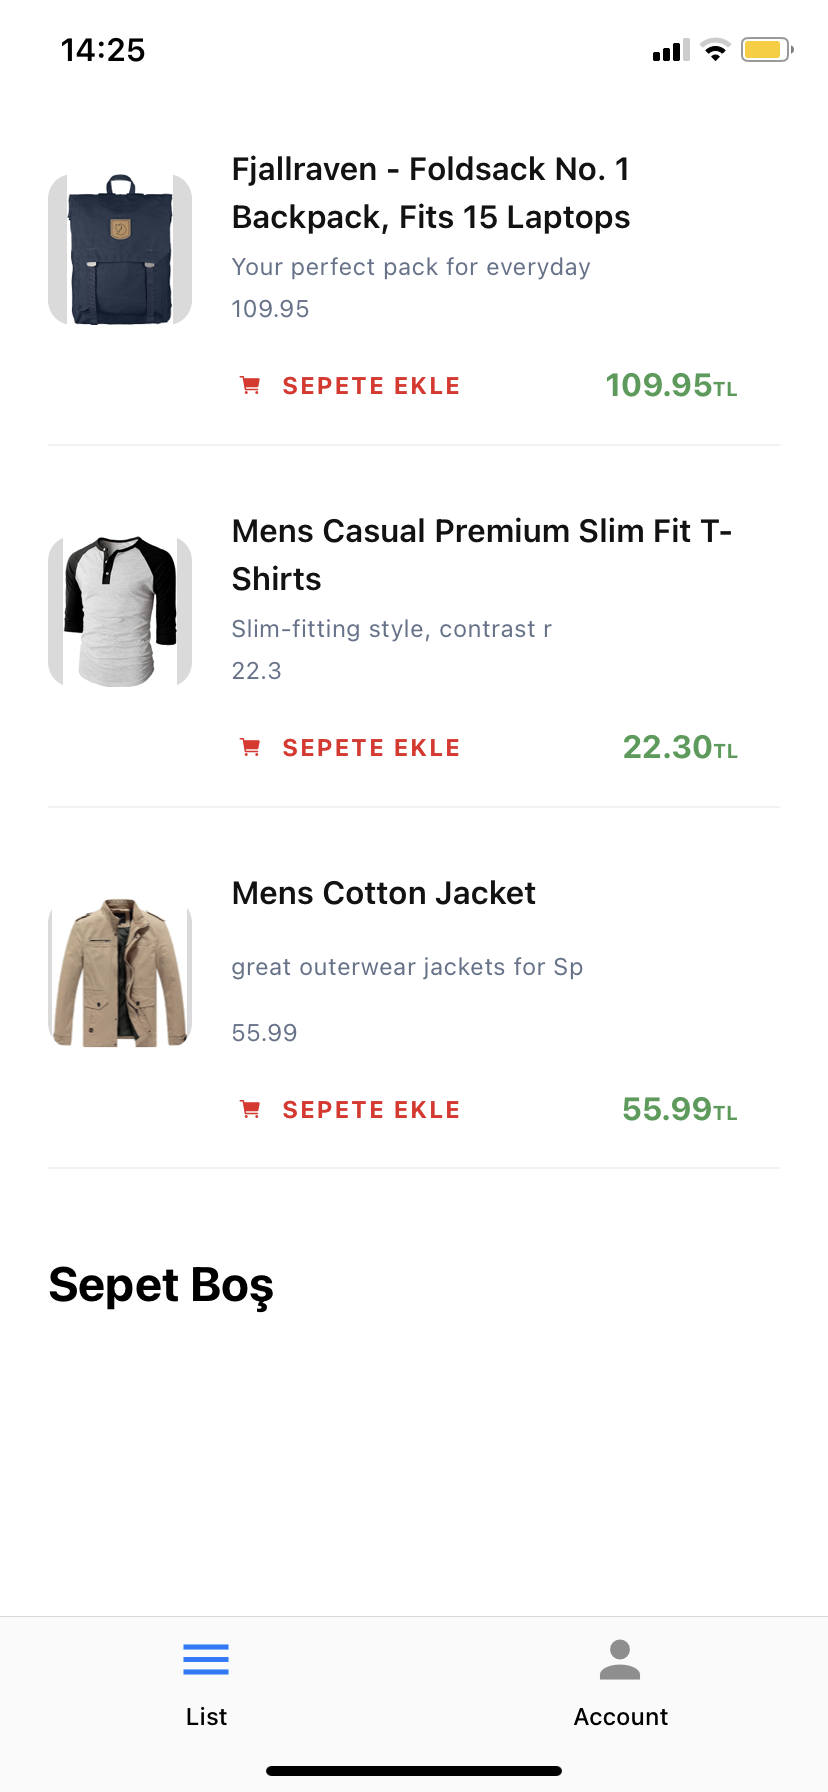 14:25
Fjallraven - Foldsack No. 1
Backpack, Fits 15 Laptops
Your perfect pack for everyday
109.95
SEPETE EKLE
109.95TL
Mens Casual Premium Slim Fit T-
Shirts
Slim-fitting style, contrast r
22.3
SEPETE EKLE
22.30TL
Mens Cotton Jacket
great outerwear jackets for Sp
55.99
SEPETE EKLE
55.99TL
Sepet Boş
List
Account